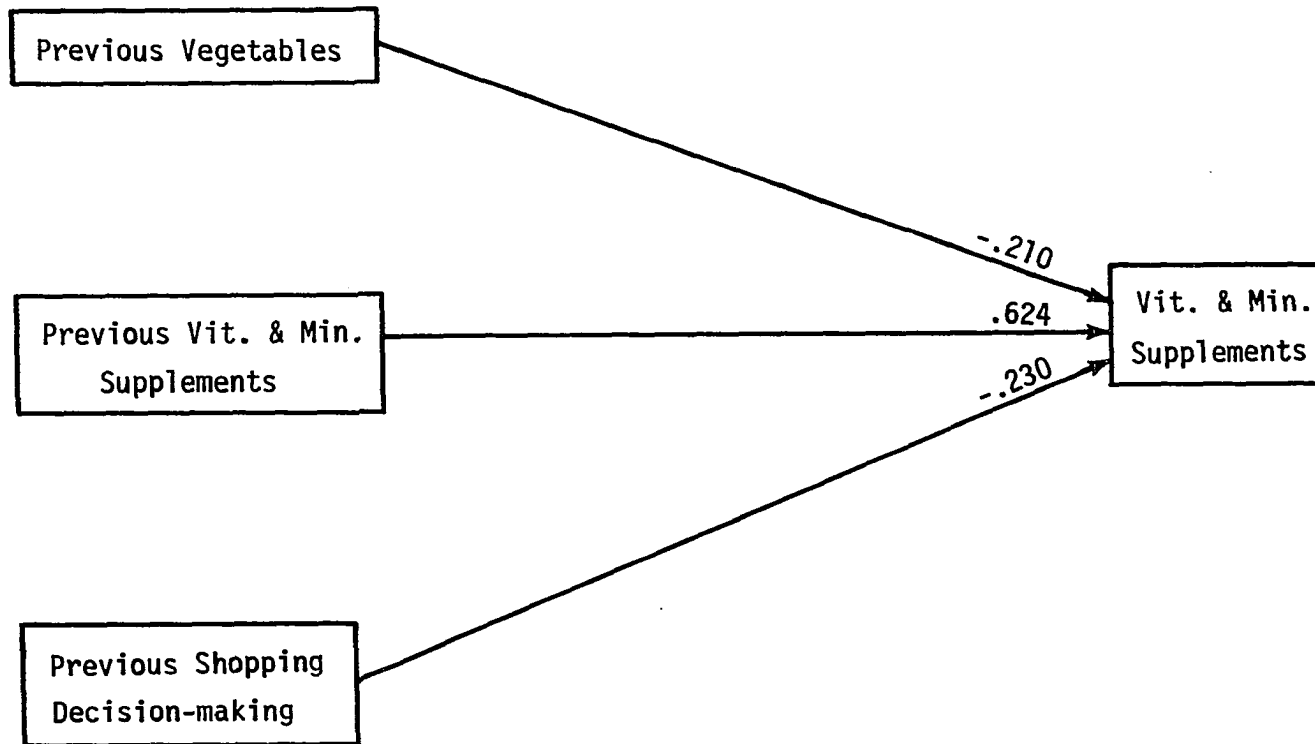 Previous Vegetables
-.210
Previous Vit. & Min.
Supplements
.624
Vit. & Min.
Supplements
-.230
Previous Shopping
Decision-making